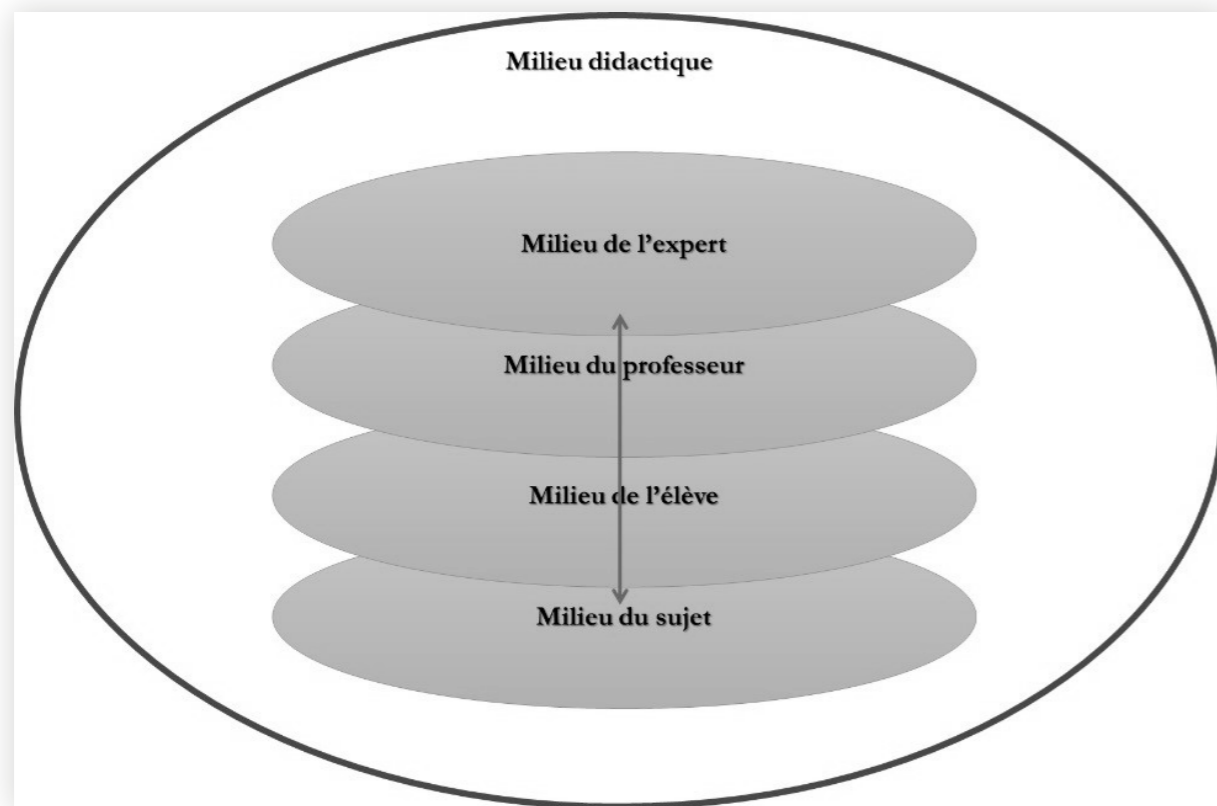 Milieu didactique
Milieu de l’expert
Milieu du professeur
Milieu de l’élève
Milieu du sujet